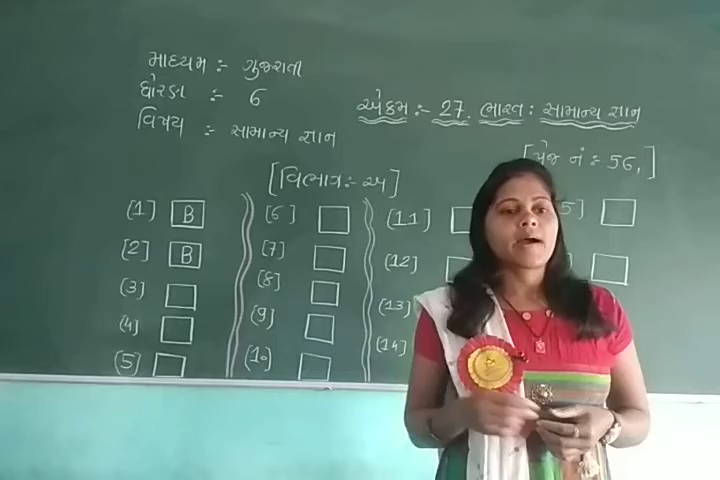 માધ્યમ :- ગુજરાતી
ધોરણ :- 6
વિષય :- સામાન્ય જ્ઞાન
એકમ :- 27. ભારત : સામાન્ય જ્ઞાન
[પેજ નં :- 56,]
[વિભાગ :- અ]
[1] B
[2] B
[3]
[4]
[5]
[6]
[7]
[8]
[9]
[10]
[11]
[12]
[13]
[14]
5]